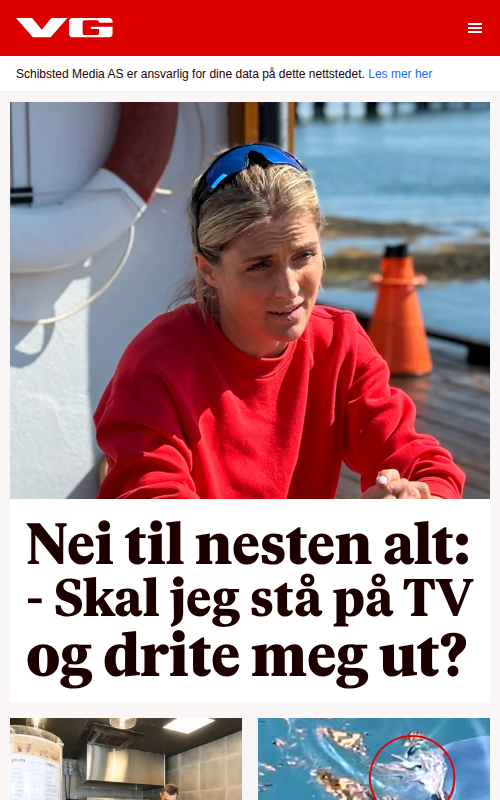 VG
Schibsted Media AS er ansvarlig for dine data på dette nettstedet. Les mer her
Nei til nesten alt:
- Skal jeg stå på TV
og drite meg ut?